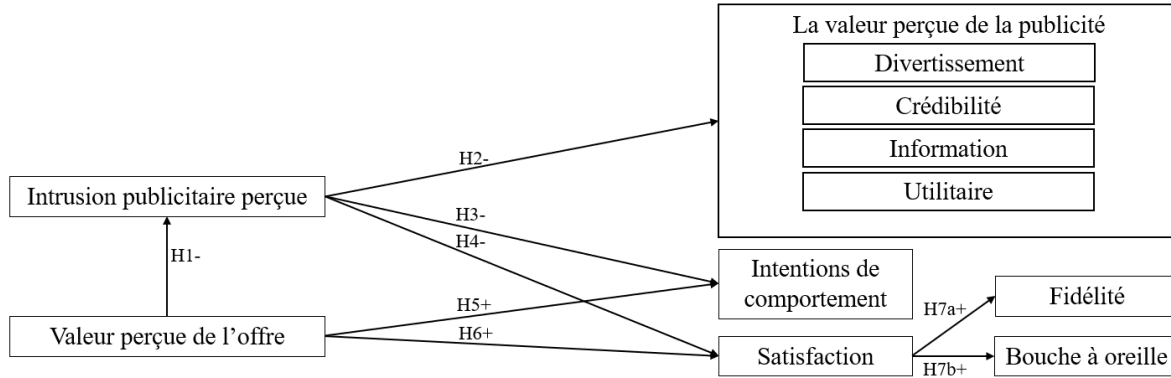 La valeur perçue de la publicité
Divertissement
Crédibilité
Information
Utilitaire
H2-
Intrusion publicitaire perçue
H3-
H4-
H1-
Intentions de
comportement
Fidélité
H5+
H7a+
Valeur perçue de l’offre
H6+
Satisfaction
Bouche à oreille
H7b+